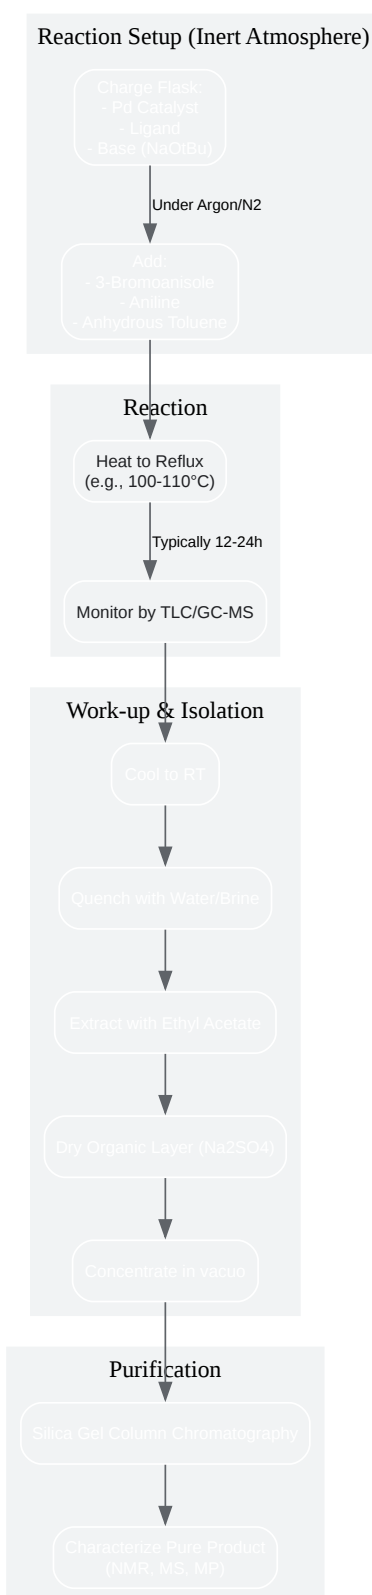 Reaction Setup (Inert Atmosphere)
Charge Flask:
- Pd Catalyst
- Ligand
- Base (NaOtBu)
Under Argon/N2
Add:
- 3-Bromoanisole
- Aniline
- Anhydrous Toluene
Reaction
Heat to Reflux
(e.g., 100-110°C)
Typically 12-24h
Monitor by TLC/GC-MS
Work-up & Isolation
Cool to RT
Quench with Water/Brine
Extract with Ethyl Acetate
Dry Organic Layer (Na2SO4)
Concentrate in vacuo
Purification
Silica Gel Column Chromatography
Characterize Pure Product
(NMR, MS, MP)